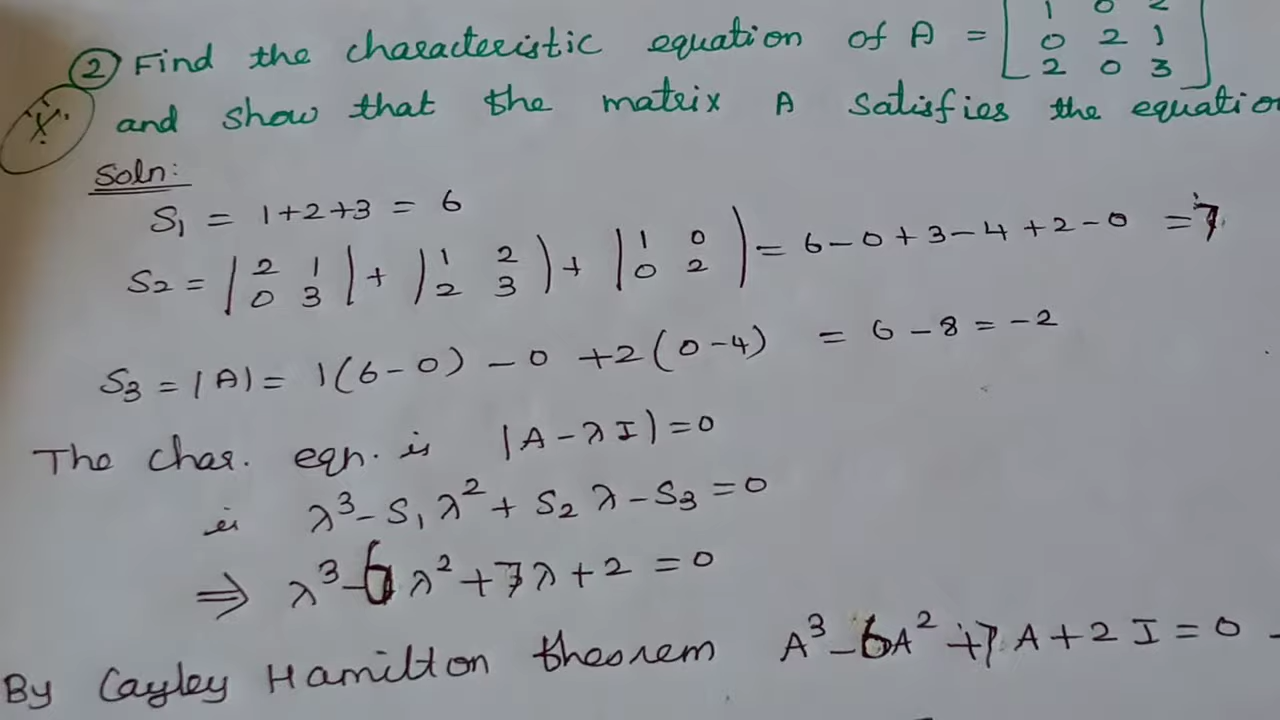 ② Find the characteristic equation of A = [1 0 2
0 2 1
2 0 3]
and show that the matrix A satisfies the equation
Soln:
S₁ = 1+2+3 = 6
S₂ = |2 1; 0 3| + |1 2; 2 3| + |1 0; 0 2| = 6-0+3-4+2-0 = 7
S₃ = |A| = 1(6-0) -0 +2(0-4) = 6-8 = -2
The char. eqn. is |A-λI|=0
ie λ³-S₁λ²+S₂λ-S₃=0
⇒ λ³-6λ²+7λ+2=0
By Cayley Hamilton theorem A³-6A²+7A+2I=0 -